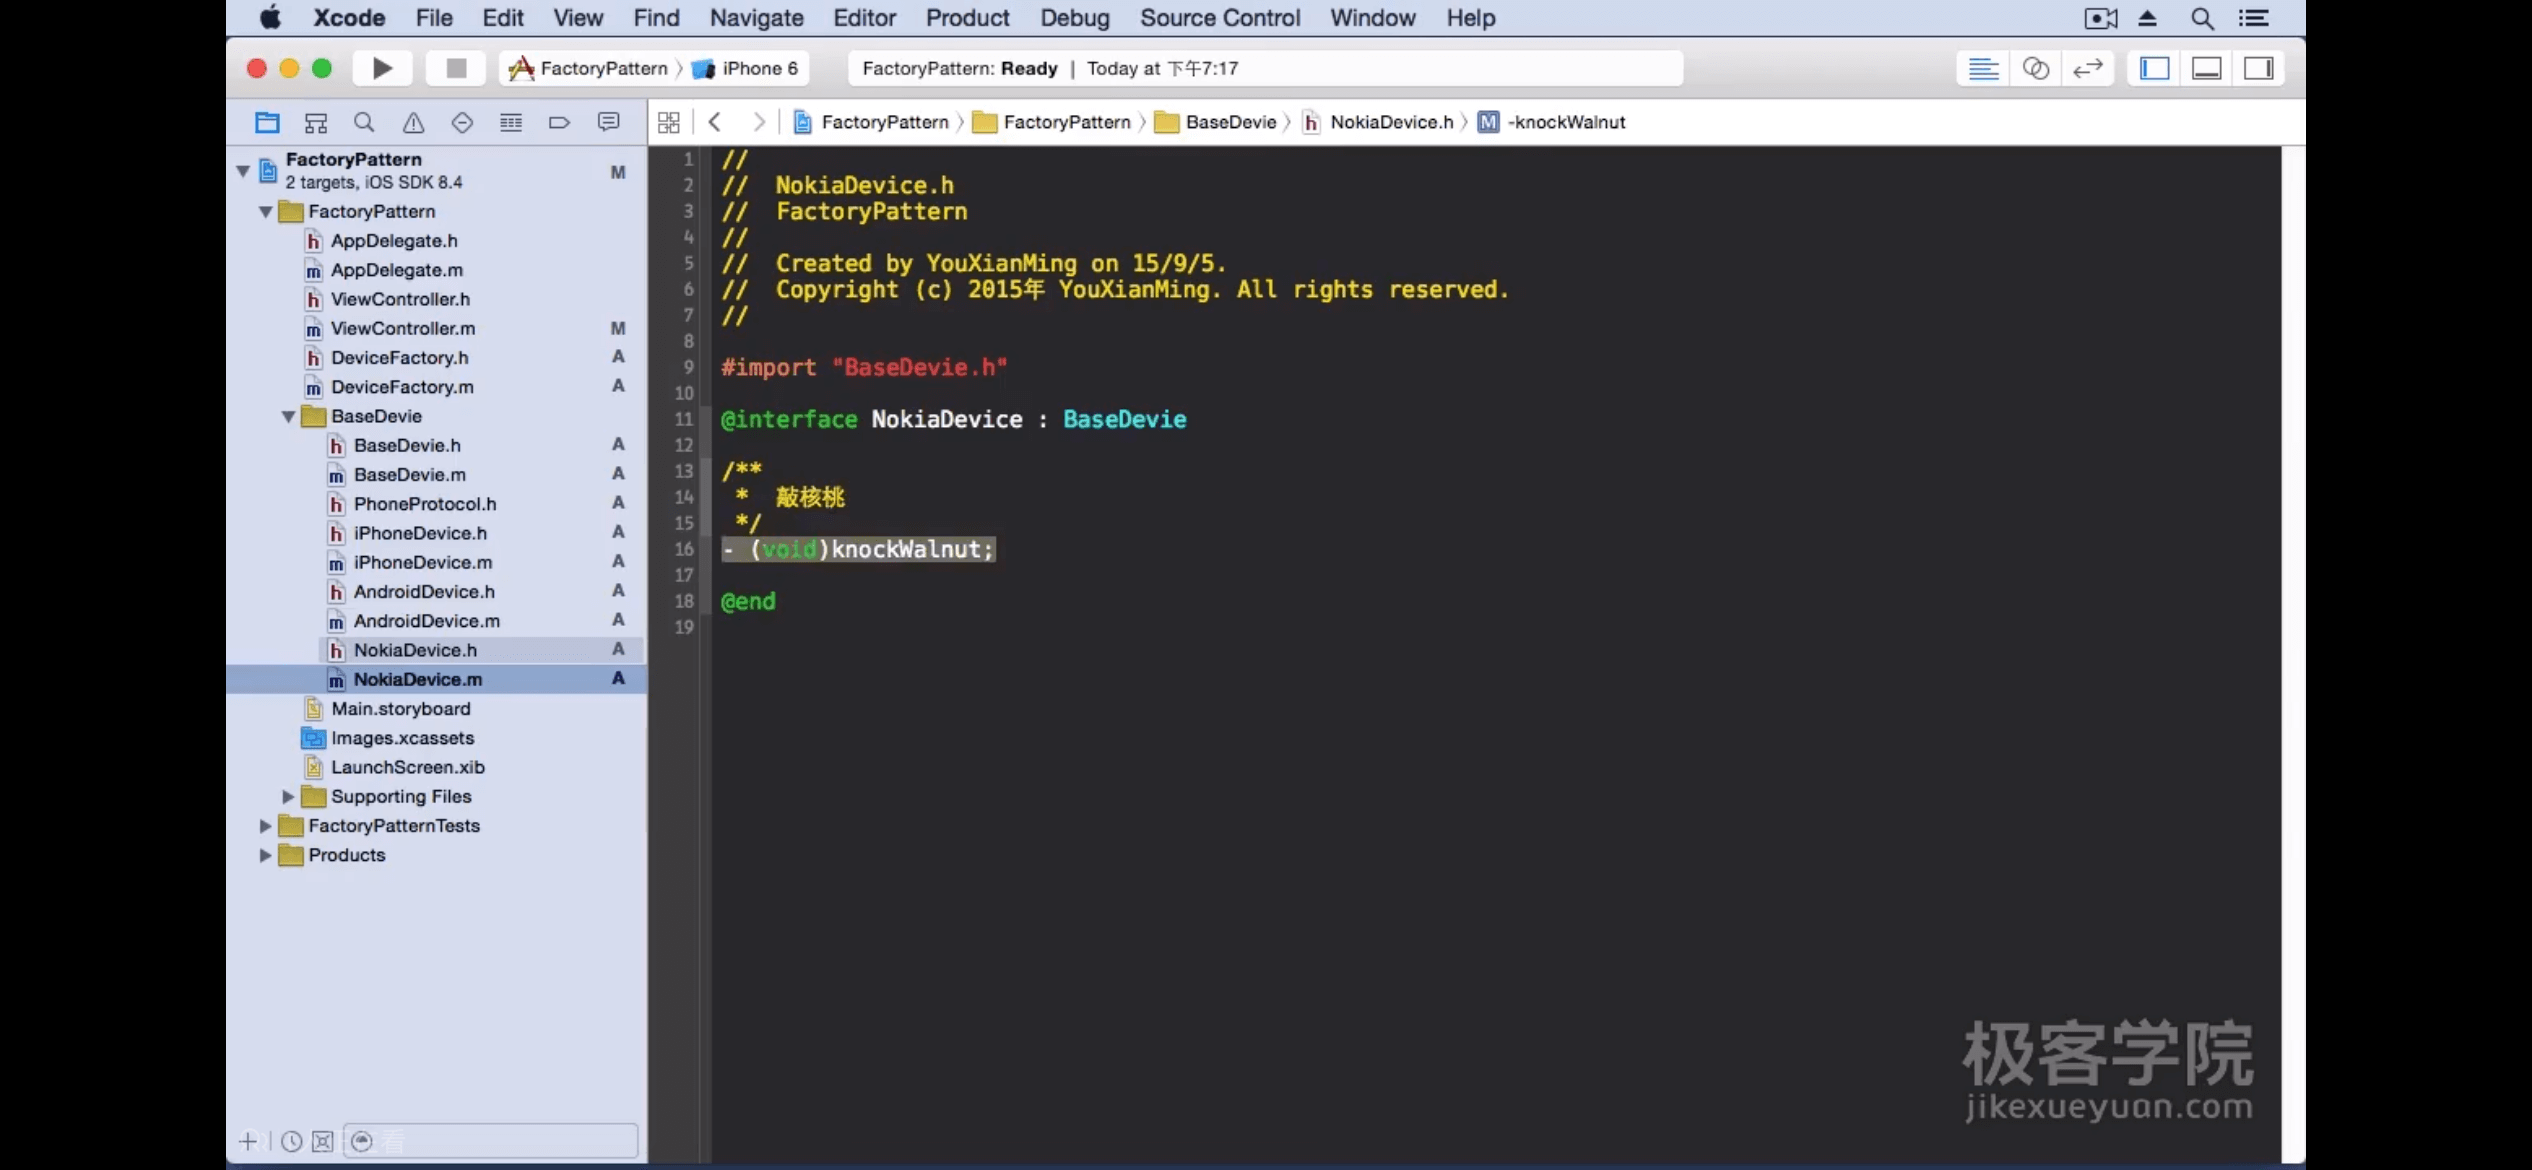 Xcode File Edit View Find Navigate Editor Product Debug Source Control Window Help
FactoryPattern iPhone 6
FactoryPattern: Ready | Today at 下午7:17
FactoryPattern FactoryPattern BaseDevie NokiaDevice.h M -knockWalnut
FactoryPattern
2 targets, iOS SDK 8.4 M
FactoryPattern
h AppDelegate.h
m AppDelegate.m
h ViewController.h
m ViewController.m M
h DeviceFactory.h A
m DeviceFactory.m A
BaseDevie
h BaseDevie.h A
m BaseDevie.m A
h PhoneProtocol.h A
h iPhoneDevice.h A
m iPhoneDevice.m A
h AndroidDevice.h A
m AndroidDevice.m A
h NokiaDevice.h A
m NokiaDevice.m A
Main.storyboard
Images.xcassets
LaunchScreen.xib
Supporting Files
FactoryPatternTests
Products
1 //
2 //  NokiaDevice.h
3 //  FactoryPattern
4 //
5 //  Created by YouXianMing on 15/9/5.
6 //  Copyright (c) 2015年 YouXianMing. All rights reserved.
7 //
8
9 #import "BaseDevie.h"
10
11 @interface NokiaDevice : BaseDevie
12
13 /**
14 *  敲核桃
15 */
16 - (void)knockWalnut;
17
18 @end
19
极客学院
jikexueyuan.com